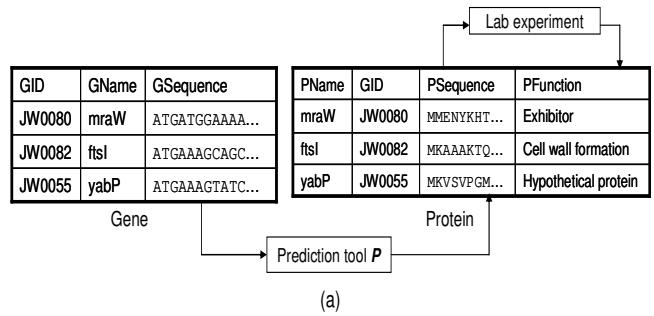 Lab experiment
GID GName GSequence
JW0080 mraW ATGATGGAAAA...
JW0082 ftsI ATGAAAGCAGC...
JW0055 yabP ATGAAAGTATC...
Gene
PName GID PSequence PFunction
mraW JW0080 MMENYKHT... Exhibitor
ftsI JW0082 MKAAAKTQ... Cell wall formation
yabP JW0055 MKVSVPGM... Hypothetical protein
Protein
Prediction tool P
(a)